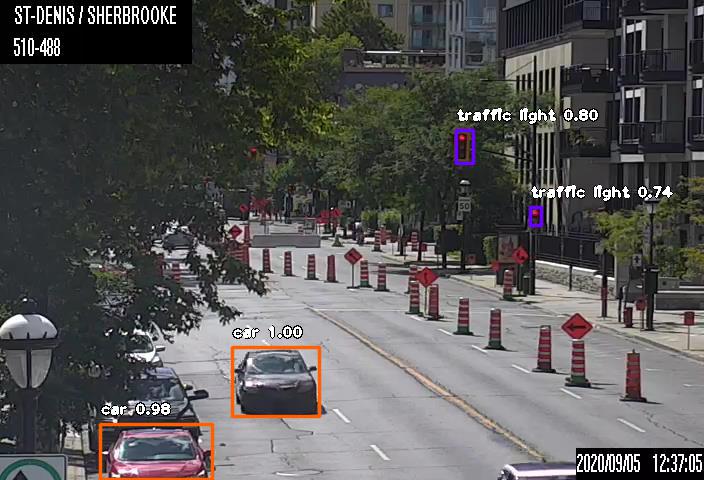 ST-DENIS / SHERBROOKE
510-488
traffic light 0.80
traffic light 0.74
50
car 1.00
car 0.98
2020/09/05 12:37:05